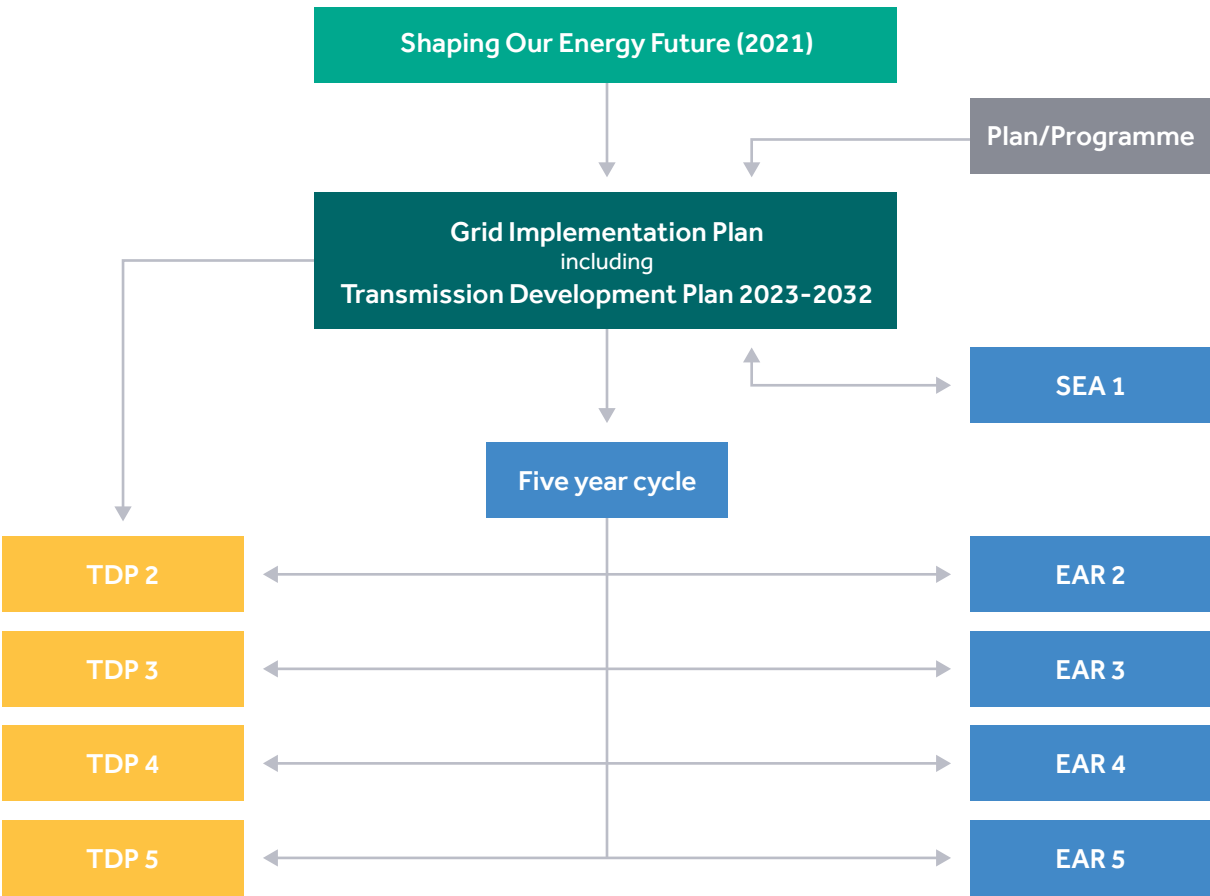 Shaping Our Energy Future (2021)
Plan/Programme
Grid Implementation Plan
including
Transmission Development Plan 2023-2032
SEA 1
Five year cycle
TDP 2
EAR 2
TDP 3
EAR 3
TDP 4
EAR 4
TDP 5
EAR 5